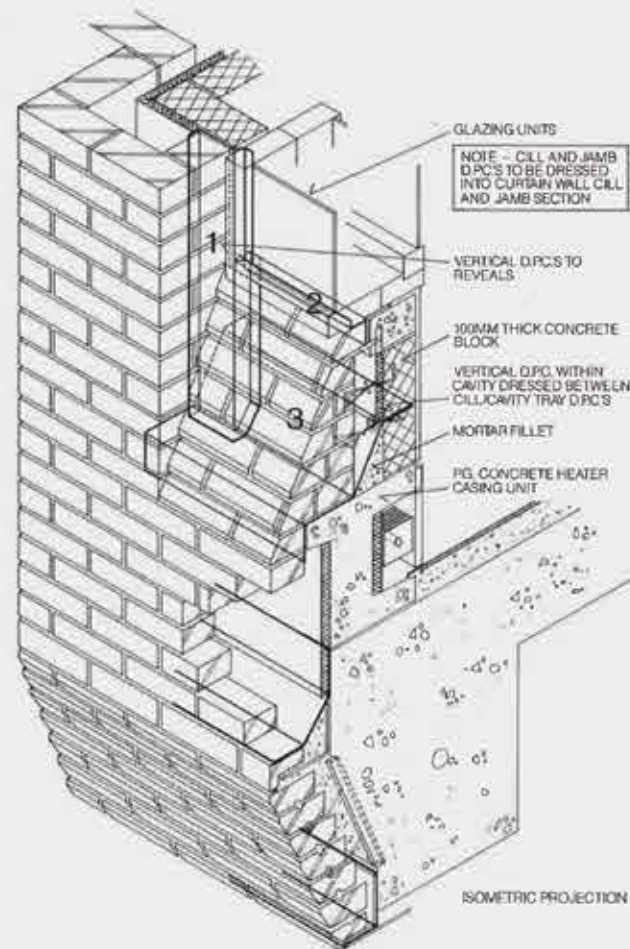 GLAZING UNITS
NOTE - CILL AND JAMB
D.P.C'S TO BE DRESSED
INTO CURTAIN WALL CILL
AND JAMB SECTION
1
VERTICAL D.P.C.S TO
REVEALS
2
100MM THICK CONCRETE
BLOCK
VERTICAL D.P.C. WITHIN
CAVITY DRESSED BETWEEN
CILL/CAVITY TRAY D.P.C'S
3
MORTAR FILLET
P.G. CONCRETE HEATER
CASING UNIT
ISOMETRIC PROJECTION